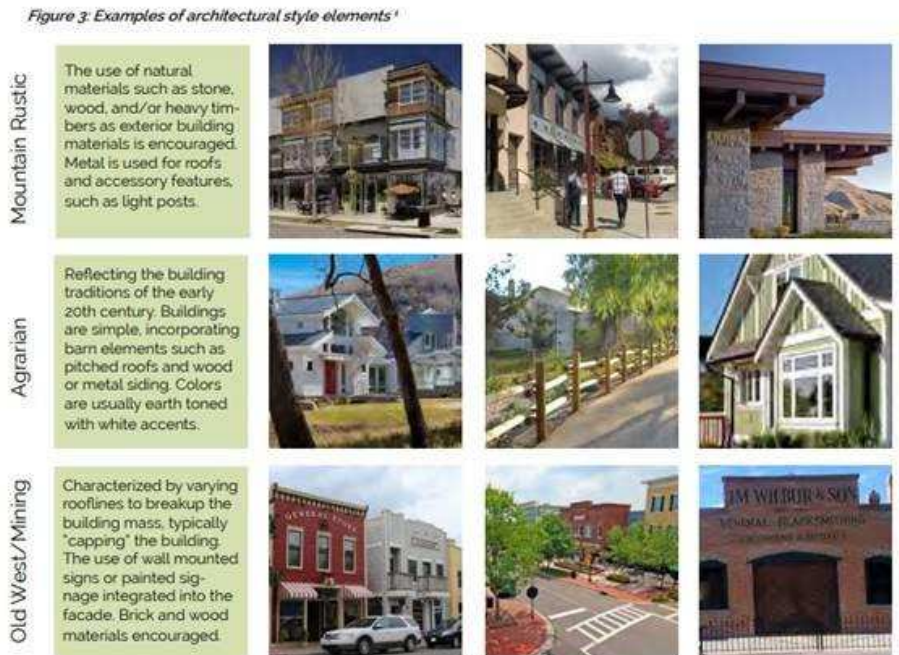 Figure 3: Examples of architectural style elements
Mountain Rustic
The use of natural
materials such as stone,
wood, and/or heavy tim-
bers as exterior building
materials is encouraged.
Metal is used for roofs
and accessory features,
such as light posts.
Agrarian
Reflecting the building
traditions of the early
20th century. Buildings
are simple, incorporating
barn elements such as
pitched roofs and wood
or metal siding. Colors
are usually earth toned
with white accents.
Old West/Mining
Characterized by varying
rooflines to breakup the
building mass, typically
"capping" the building.
The use of wall mounted
signs or painted sig-
nage integrated into the
facade. Brick and wood
materials encouraged.
GENERAL STORE
JM WILBUR & SON
BLACKSMITHING